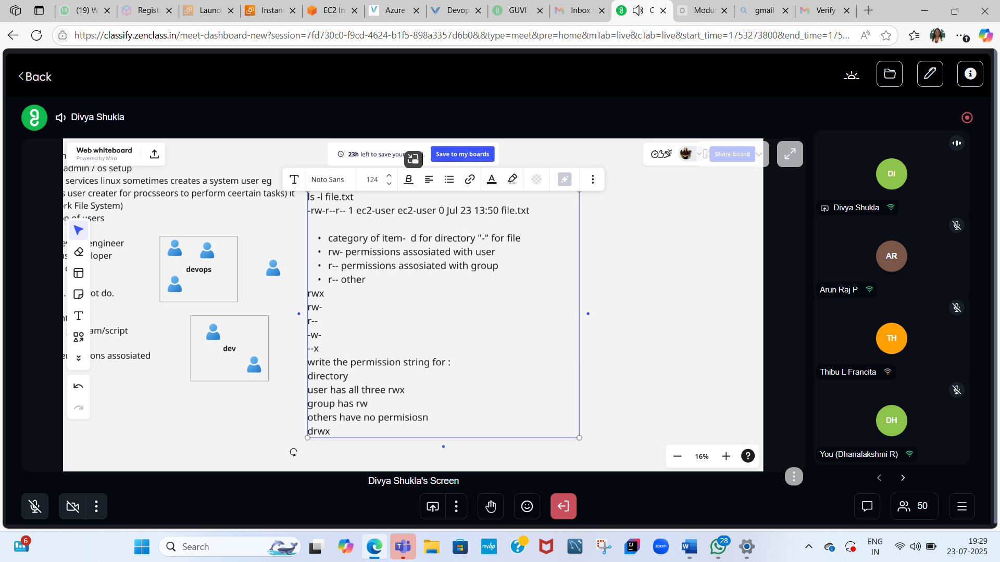 (19) W
Regist
Launc
Instan
EC2 In
Azure
Devop
GUVI
Inbox
C
Modu
gmail
Verify
https://classify.zenclass.in/meet-dashboard-new?session=7fd730c0-f9cd-4624-b1f5-898a3357d6b0&&type=meet&pre=home&mTab=live&cTab=live&start_time=1753273800&end_time=175...
Back
Divya Shukla
Web whiteboard
Powered by Miro
23h left to save your
Save to my boards
Share board
Noto Sans
124
admin / os setup
services linux sometimes creates a system user eg
s user creater for procsseors to perform ceertain tasks) it
rk File System)
n of users
engineer
loper
ot do.
am/script
ons assosiated
devops
dev
ls -l file.txt
-rw-r--r-- 1 ec2-user ec2-user 0 Jul 23 13:50 file.txt
• category of item-  d for directory "-" for file
• rw- permissions assosiated with user
• r-- permissions assosiated with group
• r-- other
rwx
rw-
r--
-w-
--x
write the permission string for :
directory
user has all three rwx
group has rw
others have no permisiosn
drwx
16%
DI
Divya Shukla
AR
Arun Raj P
TH
Thibu L Francita
DH
You (Dhanalakshmi R)
Divya Shukla's Screen
50
6
Search
myhp
IJ
zoom
W
28
ENG
IN
19:29
23-07-2025